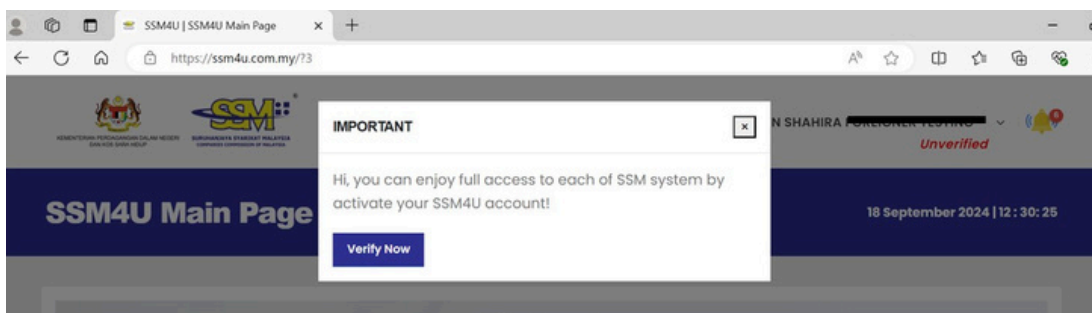 SSM4U | SSM4U Main Page
https://ssm4u.com.my/?3
SSM
IMPORTANT
N SHAHIRA
Unverified
Hi, you can enjoy full access to each of SSM system by
activate your SSM4U account!
SSM4U Main Page
18 September 2024 | 12 : 30: 25
Verify Now